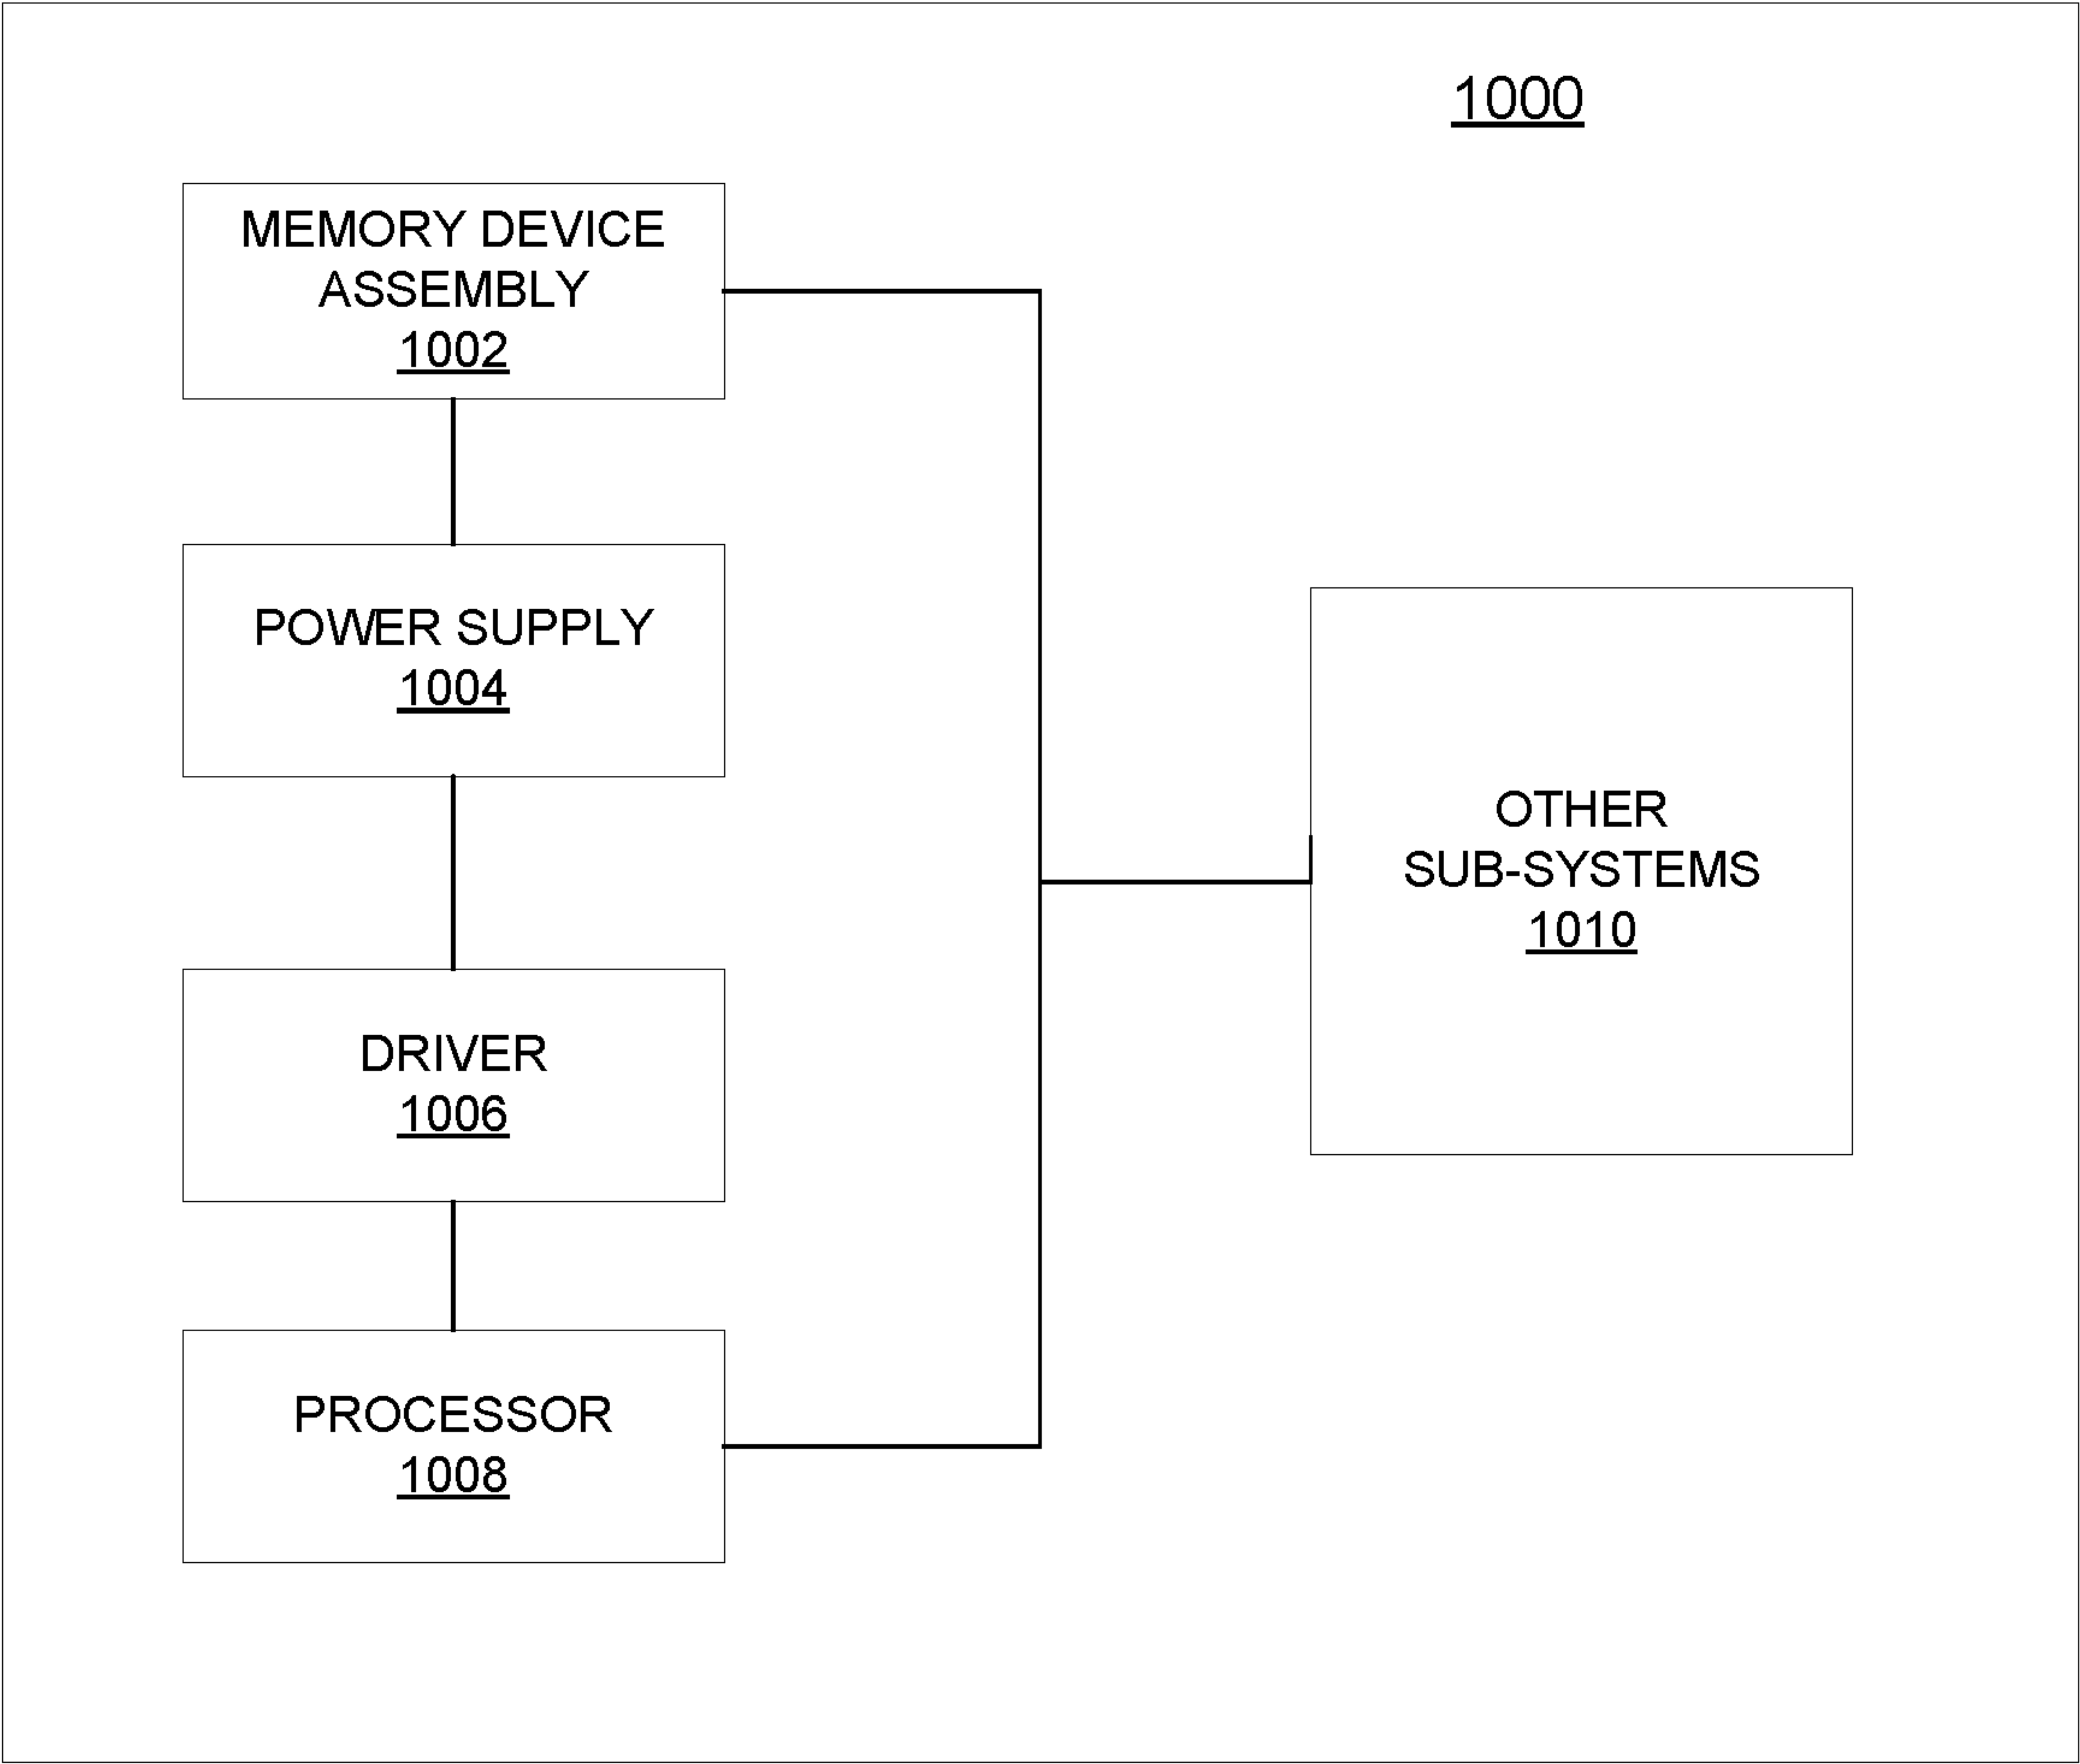 1000
MEMORY DEVICE
ASSEMBLY
1002
POWER SUPPLY
1004
DRIVER
1006
PROCESSOR
1008
OTHER
SUB-SYSTEMS
1010